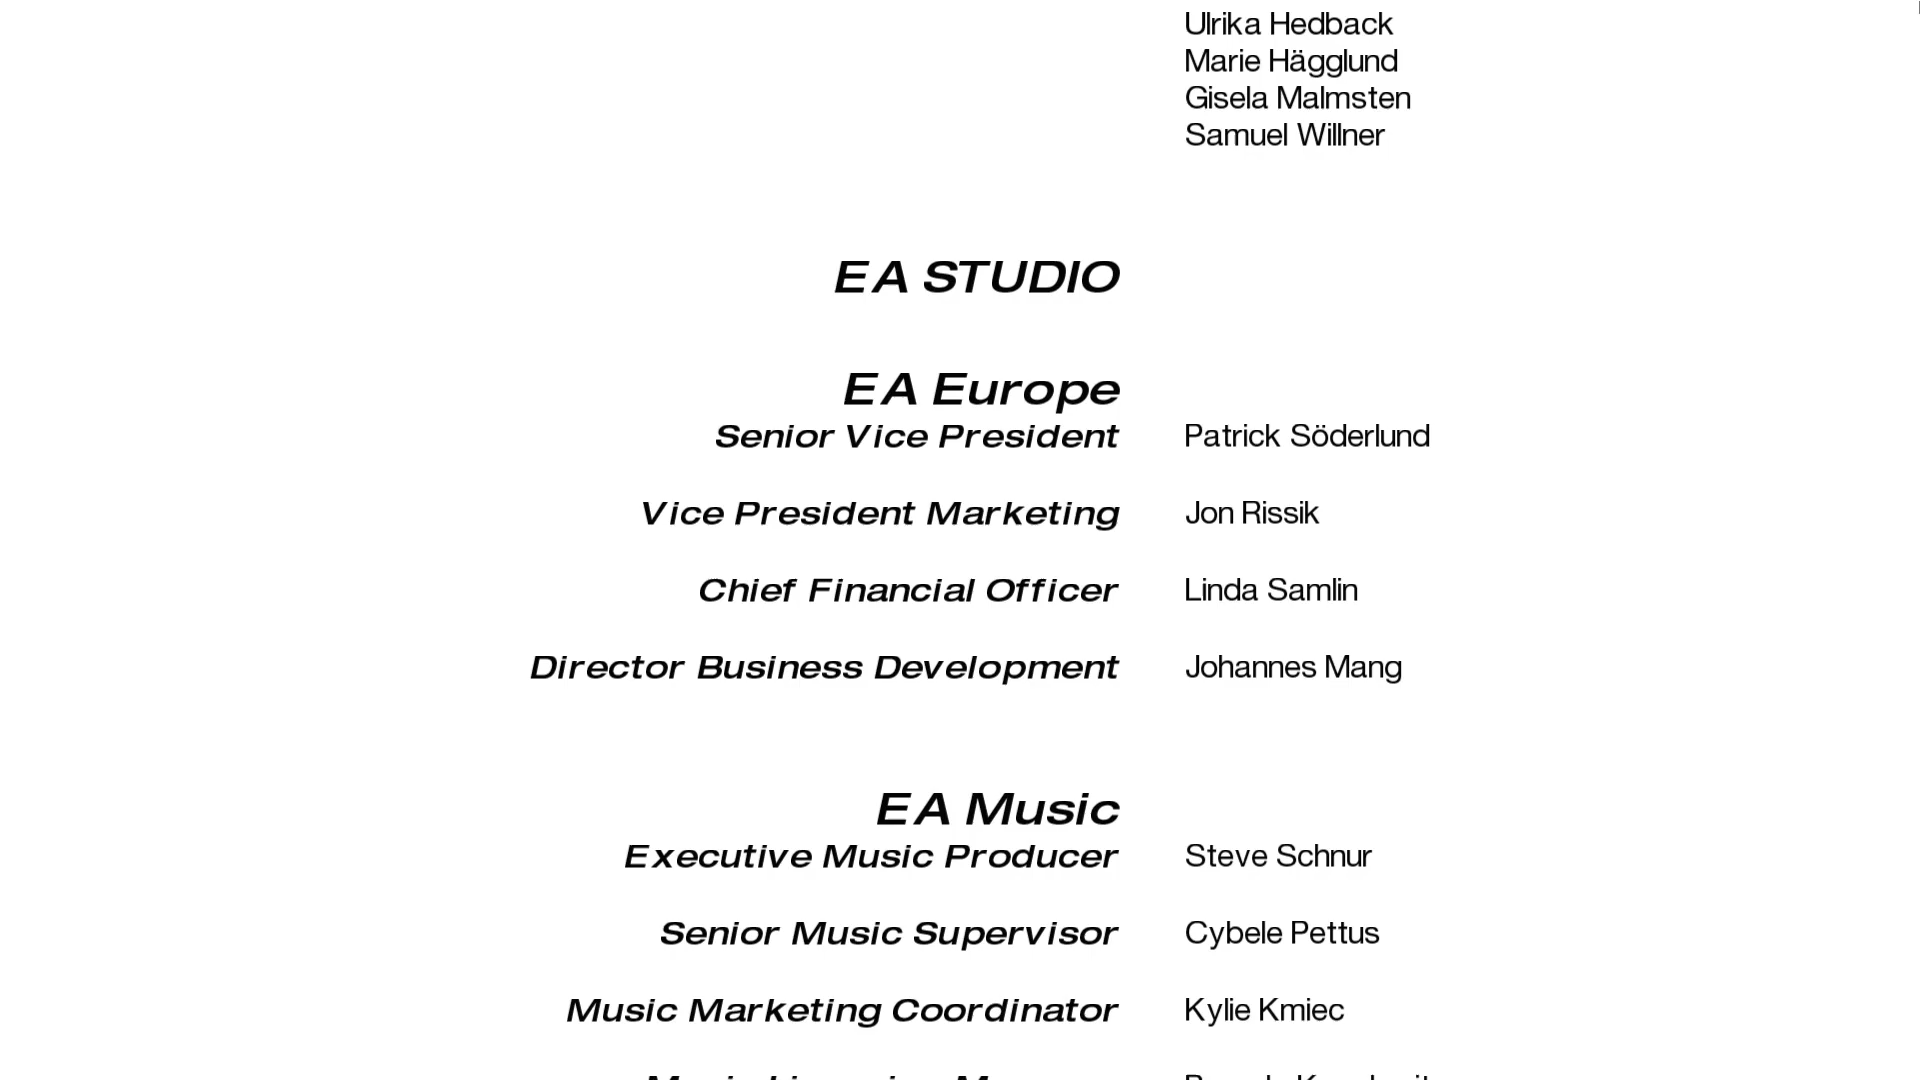 Ulrika Hedback
Marie Hägglund
Gisela Malmsten
Samuel Willner
EA STUDIO
EA Europe
Senior Vice President Patrick Söderlund
Vice President Marketing Jon Rissik
Chief Financial Officer Linda Samlin
Director Business Development Johannes Mang
EA Music
Executive Music Producer Steve Schnur
Senior Music Supervisor Cybele Pettus
Music Marketing Coordinator Kylie Kmiec